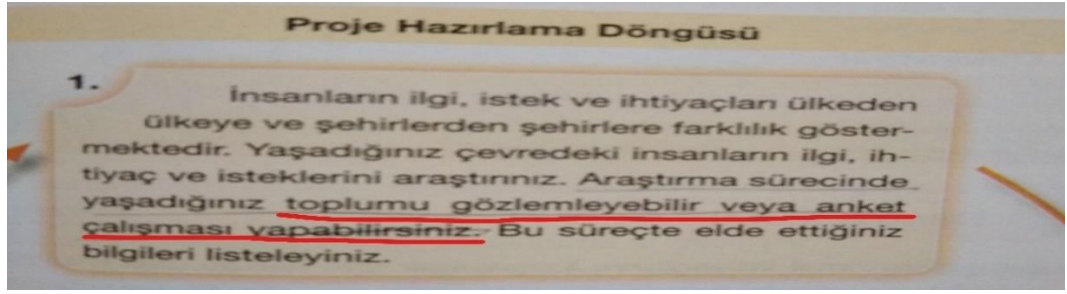 Proje Hazırlama Döngüsü
1.
İnsanların ilgi, istek ve ihtiyaçları ülkeden
ülkeye ve şehirlerden şehirlere farklılık göster-
mektedir. Yaşadığınız çevredeki insanların ilgi, ih-
tiyaç ve isteklerini araştırınız. Araştırma sürecinde
yaşadığınız toplumu gözlemleyebilir veya anket
çalışması yapabilirsiniz. Bu süreçte elde ettiğiniz
bilgileri listeleyiniz.